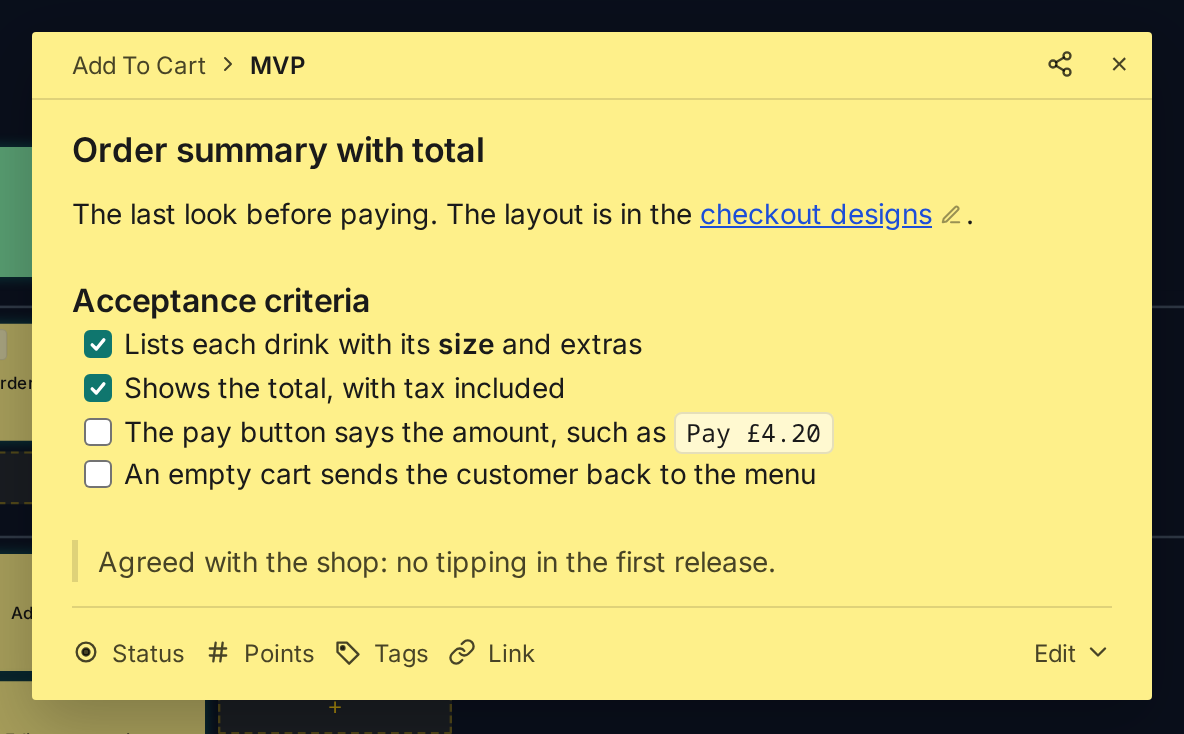 Add To Cart > MVP
Order summary with total
The last look before paying. The layout is in the checkout designs.
Acceptance criteria
Lists each drink with its size and extras
Shows the total, with tax included
The pay button says the amount, such as Pay £4.20
An empty cart sends the customer back to the menu
Agreed with the shop: no tipping in the first release.
Status # Points Tags Link Edit
+